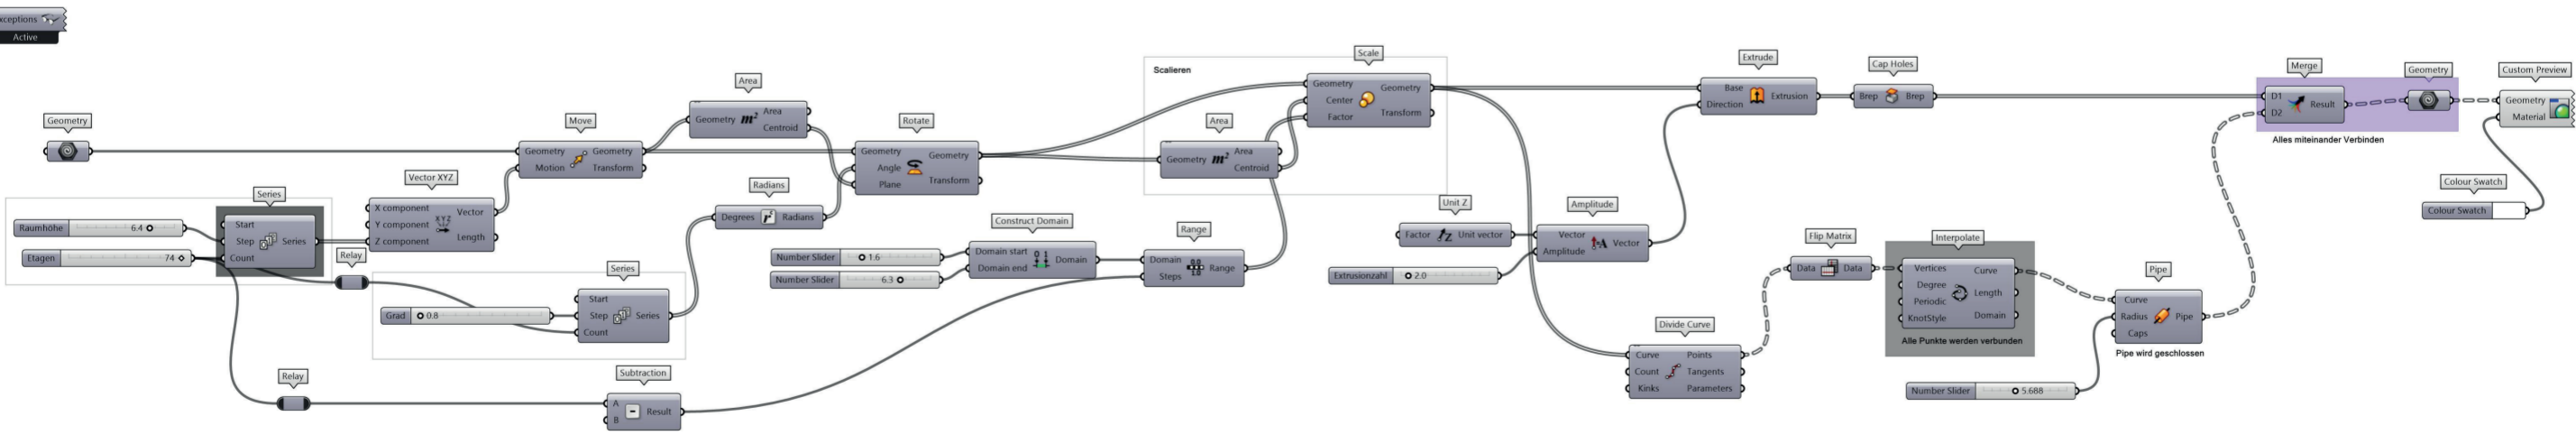 xceptions
Active
Geometry
Raumhöhe 6.4
Etagen 74
Series
Start
Step Series
Count
Relay
Vector XYZ
X component
Y component
Z component
Vector
Length
Move
Geometry Geometry
Motion Transform
Area
Area
Geometry m²
Centroid
Rotate
Geometry
Angle
Plane
Geometry
Transform
Radians
Degrees r° Radians
Series
Grad 0.8
Start
Step Series
Count
Relay
Subtraction
A
B
Result
Number Slider 1.6
Number Slider 6.3
Construct Domain
Domain start
Domain end
Domain
Range
Domain
Steps
Range
Scalieren
Area
Area
Geometry m²
Centroid
Scale
Geometry
Center
Factor
Geometry
Transform
Unit Z
Factor Unit vector
Extrusionzahl 2.0
Amplitude
Vector
Amplitude
Vector
Extrude
Base
Direction
Extrusion
Cap Holes
Brep Brep
Divide Curve
Curve Points
Count Tangents
Kinks Parameters
Flip Matrix
Data Data
Interpolate
Vertices
Degree
Periodic
KnotStyle
Curve
Length
Domain
Alle Punkte werden verbunden
Number Slider 5.688
Pipe
Curve
Radius Pipe
Caps
Pipe wird geschlossen
Merge
D1
D2
Result
Geometry
Alles miteinander Verbinden
Custom Preview
Geometry
Material
Colour Swatch
Colour Swatch